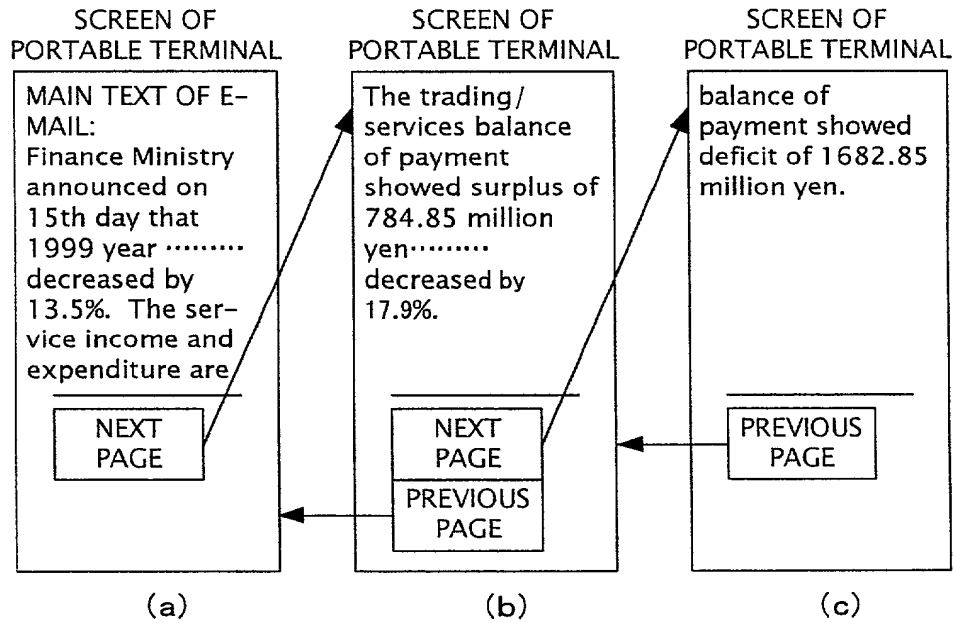 SCREEN OF
PORTABLE TERMINAL
MAIN TEXT OF E-
MAIL:
Finance Ministry
announced on
15th day that
1999 year ·········
decreased by
13.5%. The ser-
vice income and
expenditure are
NEXT
PAGE
(a)
SCREEN OF
PORTABLE TERMINAL
The trading/
services balance
of payment
showed surplus of
784.85 million
yen·········
decreased by
17.9%.
NEXT
PAGE
PREVIOUS
PAGE
(b)
SCREEN OF
PORTABLE TERMINAL
balance of
payment showed
deficit of 1682.85
million yen.
PREVIOUS
PAGE
(c)